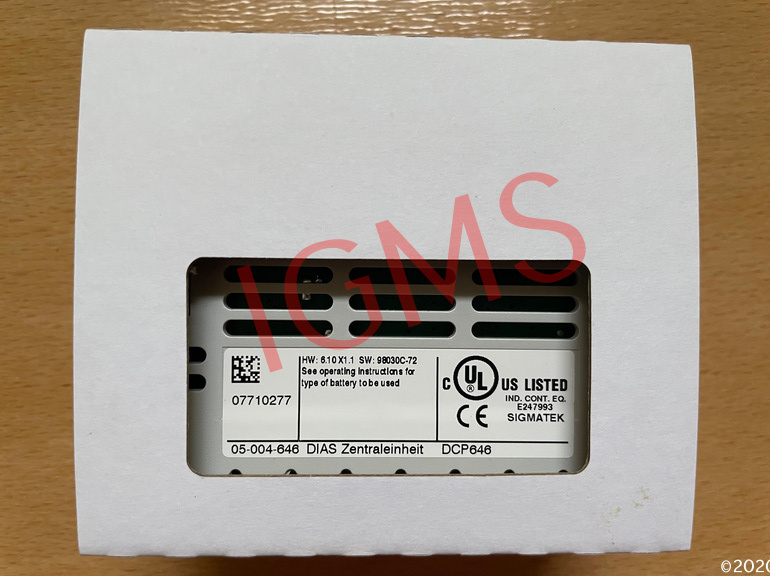 IGMS
HW: 6.10 X1.1 SW: 98030C-72
See operating instructions for
type of battery to be used
07710277
C UL ® US LISTED
IND. CONT. EQ.
E247993
CE SIGMATEK
05-004-646 DIAS Zentraleinheit DCP646
©2020